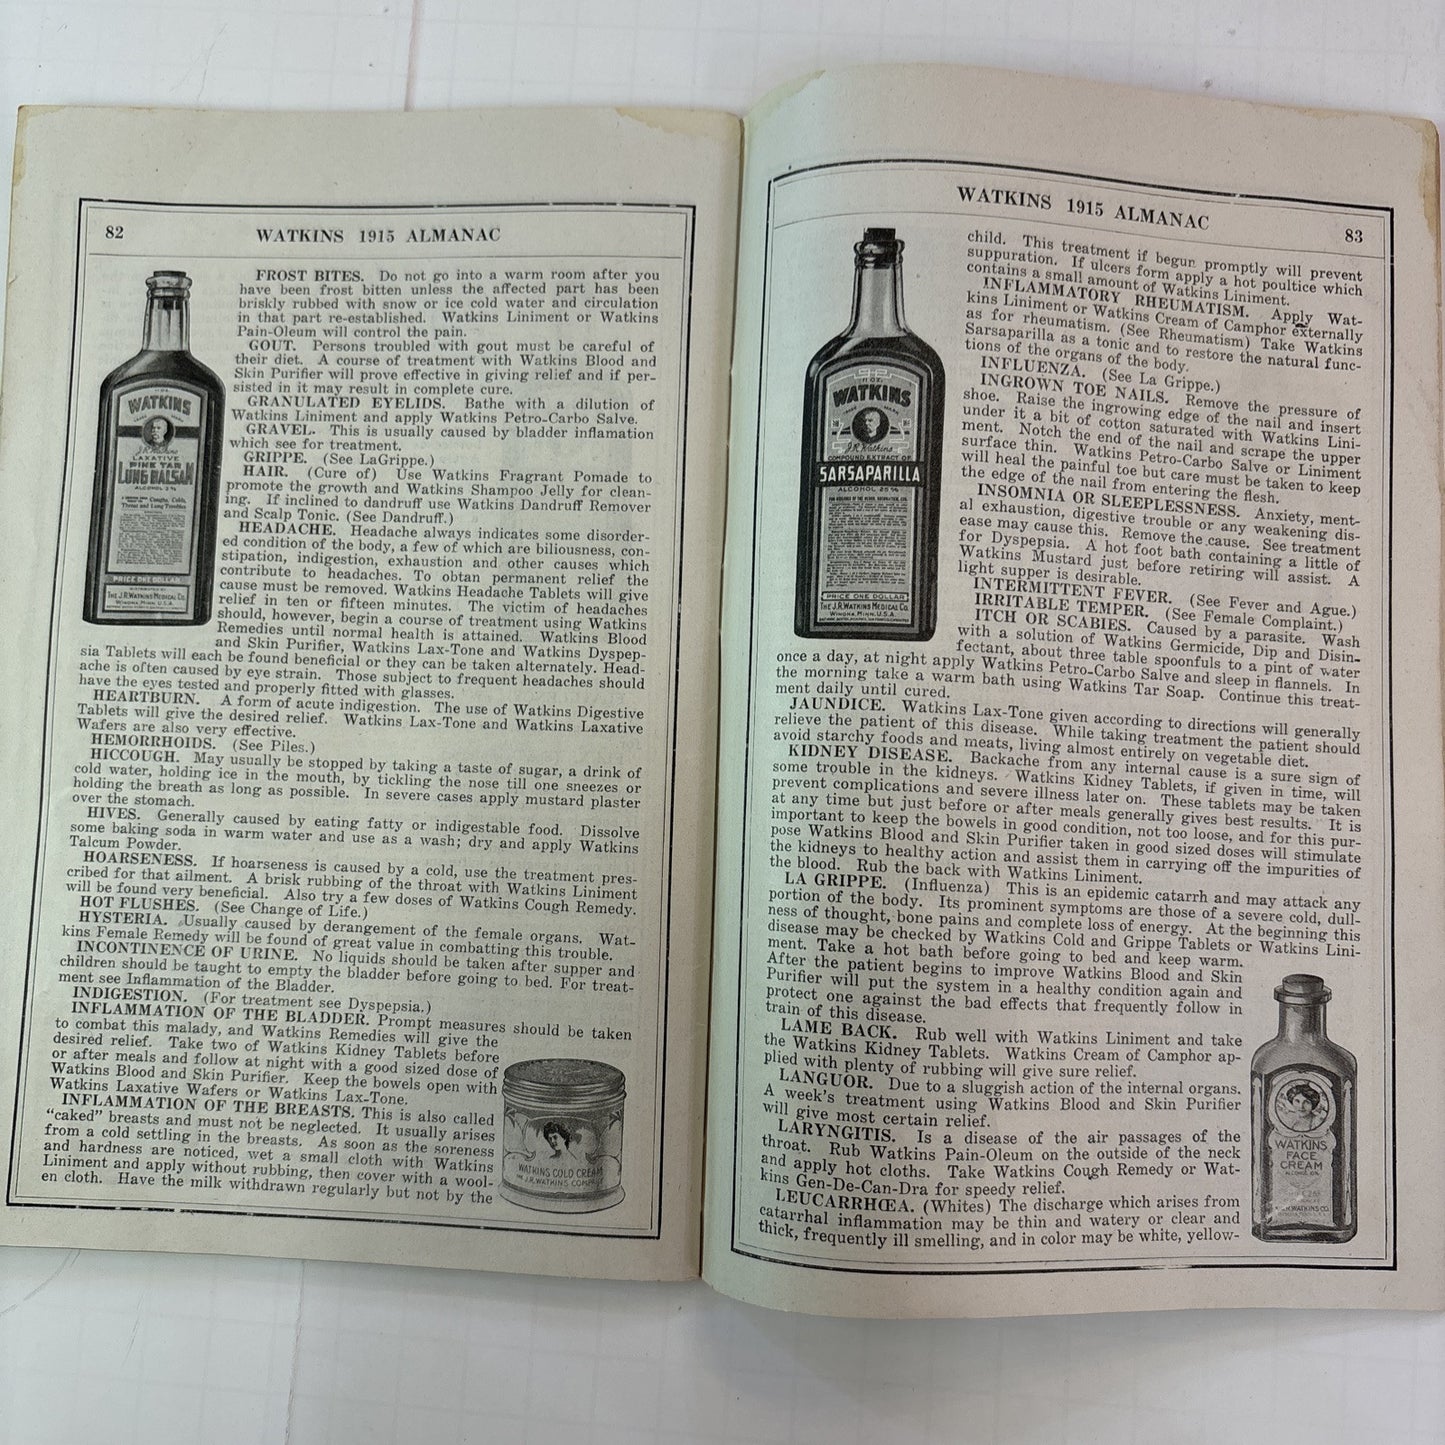 82
WATKINS 1915 ALMANAC
FROST BITES. Do not go into a warm room after you
have been frost bitten unless the affected part has been
briskly rubbed with snow or ice cold water and circulation
in that part re-established. Watkins Liniment or Watkins
Pain-Oleum will control the pain.
GOUT. Persons troubled with gout must be careful of
their diet. A course of treatment with Watkins Blood and
Skin Purifier will prove effective in giving relief and if per-
sisted in it may result in complete cure.
GRANULATED EYELIDS. Bathe with a dilution of
Watkins Liniment and apply Watkins Petro-Carbo Salve.
GRAVEL. This is usually caused by bladder inflamation
which see for treatment.
GRIPPE. (See LaGrippe.)
HAIR. (Cure of) Use Watkins Fragrant Pomade to
promote the growth and Watkins Shampoo Jelly for clean-
ing. If inclined to dandruff use Watkins Dandruff Remover
and Scalp Tonic. (See Dandruff.)
HEADACHE. Headache always indicates some disorder-
ed condition of the body, a few of which are biliousness, con-
stipation, indigestion, exhaustion and other causes which
contribute to headaches. To obtan permanent relief the
cause must be removed. Watkins Headache Tablets will give
relief in ten or fifteen minutes. The victim of headaches
should, however, begin a course of treatment using Watkins
Remedies until normal health is attained. Watkins Blood
and Skin Purifier, Watkins Lax-Tone and Watkins Dyspep-
sia Tablets will each be found beneficial or they can be taken alternately. Head-
ache is often caused by eye strain. Those subject to frequent headaches should
have the eyes tested and properly fitted with glasses.
HEARTBURN. A form of acute indigestion. The use of Watkins Digestive
Tablets will give the desired relief. Watkins Lax-Tone and Watkins Laxative
Wafers are also very effective.
HEMORRHOIDS. (See Piles.)
HICCOUGH. May usually be stopped by taking a taste of sugar, a drink of
cold water, holding ice in the mouth, by tickling the nose till one sneezes or
holding the breath as long as possible. In severe cases apply mustard plaster
over the stomach.
HIVES. Generally caused by eating fatty or indigestable food. Dissolve
some baking soda in warm water and use as a wash; dry and apply Watkins
Talcum Powder.
HOARSENESS. If hoarseness is caused by a cold, use the treatment pres-
cribed for that ailment. A brisk rubbing of the throat with Watkins Liniment
will be found very beneficial. Also try a few doses of Watkins Cough Remedy.
HOT FLUSHES. (See Change of Life.)
HYSTERIA. Usually caused by derangement of the female organs. Wat-
kins Female Remedy will be found of great value in combatting this trouble.
INCONTINENCE OF URINE. No liquids should be taken after supper and
children should be taught to empty the bladder before going to bed. For treat-
ment see Inflammation of the Bladder.
INDIGESTION. (For treatment see Dyspepsia.)
INFLAMMATION OF THE BLADDER. Prompt measures should be taken
to combat this malady, and Watkins Remedies will give the
desired relief. Take two of Watkins Kidney Tablets before
or after meals and follow at night with a good sized dose of
Watkins Blood and Skin Purifier. Keep the bowels open with
Watkins Laxative Wafers or Watkins Lax-Tone.
INFLAMMATION OF THE BREASTS. This is also called
"caked" breasts and must not be neglected. It usually arises
from a cold settling in the breasts. As soon as the soreness
and hardness are noticed, wet a small cloth with Watkins
Liniment and apply without rubbing, then cover with a wool-
en cloth. Have the milk withdrawn regularly but not by the
WATKINS
J.R. Watkins
LAXATIVE
PINE TAR
LUNG BALSAM
ALCOHOL 3%
Coughs, Colds,
Throat and Lung Troubles
PRICE ONE DOLLAR
DISTRIBUTED BY
THE J.R.WATKINS MEDICAL CO.
WINONA, MINN. U.S.A.
WATKINS COLD CREAM
THE J.R.WATKINS COMPANY
WATKINS 1915 ALMANAC
83
child. This treatment if begun promptly will prevent
suppuration. If ulcers form apply a hot poultice which
contains a small amount of Watkins Liniment.
INFLAMMATORY RHEUMATISM. Apply Wat-
kins Liniment or Watkins Cream of Camphor externally
as for rheumatism. (See Rheumatism) Take Watkins
Sarsaparilla as a tonic and to restore the natural func-
tions of the organs of the body.
INFLUENZA. (See La Grippe.)
INGROWN TOE NAILS. Remove the pressure of
shoe. Raise the ingrowing edge of the nail and insert
under it a bit of cotton saturated with Watkins Lini-
ment. Notch the end of the nail and scrape the upper
surface thin. Watkins Petro-Carbo Salve or Liniment
will heal the painful toe but care must be taken to keep
the edge of the nail from entering the flesh.
INSOMNIA OR SLEEPLESSNESS. Anxiety, ment-
al exhaustion, digestive trouble or any weakening dis-
ease may cause this. Remove the cause. See treatment
for Dyspepsia. A hot foot bath containing a little of
Watkins Mustard just before retiring will assist. A
light supper is desirable.
INTERMITTENT FEVER. (See Fever and Ague.)
IRRITABLE TEMPER. (See Female Complaint.)
ITCH OR SCABIES. Caused by a parasite. Wash
with a solution of Watkins Germicide, Dip and Disin-
fectant, about three table spoonfuls to a pint of water
once a day, at night apply Watkins Petro-Carbo Salve and sleep in flannels. In
the morning take a warm bath using Watkins Tar Soap. Continue this treat-
ment daily until cured.
JAUNDICE. Watkins Lax-Tone given according to directions will generally
relieve the patient of this disease. While taking treatment the patient should
avoid starchy foods and meats, living almost entirely on vegetable diet.
KIDNEY DISEASE. Backache from any internal cause is a sure sign of
some trouble in the kidneys. Watkins Kidney Tablets, if given in time, will
prevent complications and severe illness later on. These tablets may be taken
at any time but just before or after meals generally gives best results. It is
important to keep the bowels in good condition, not too loose, and for this pur-
pose Watkins Blood and Skin Purifier taken in good sized doses will stimulate
the kidneys to healthy action and assist them in carrying off the impurities of
the blood. Rub the back with Watkins Liniment.
LA GRIPPE. (Influenza) This is an epidemic catarrh and may attack any
portion of the body. Its prominent symptoms are those of a severe cold, dull-
ness of thought, bone pains and complete loss of energy. At the beginning this
disease may be checked by Watkins Cold and Grippe Tablets or Watkins Lini-
ment. Take a hot bath before going to bed and keep warm.
After the patient begins to improve Watkins Blood and Skin
Purifier will put the system in a healthy condition again and
protect one against the bad effects that frequently follow in
train of this disease.
LAME BACK. Rub well with Watkins Liniment and take
the Watkins Kidney Tablets. Watkins Cream of Camphor ap-
plied with plenty of rubbing will give sure relief.
LANGUOR. Due to a sluggish action of the internal organs.
A week's treatment using Watkins Blood and Skin Purifier
will give most certain relief.
LARYNGITIS. Is a disease of the air passages of the
throat. Rub Watkins Pain-Oleum on the outside of the neck
and apply hot cloths. Take Watkins Cough Remedy or Wat-
kins Gen-De-Can-Dra for speedy relief.
LEUCARRHŒA. (Whites) The discharge which arises from
catarrhal inflammation may be thin and watery or clear and
thick, frequently ill smelling, and in color may be white, yellow-
11 OZ.
WATKINS
TRADE MARK
J.R. Watkins
COMPOUND EXTRACT OF
SARSAPARILLA
ALCOHOL 25%
PRICE ONE DOLLAR
THE J.R.WATKINS MEDICAL CO.
WINONA, MINN. U.S.A.
WATKINS
FACE
CREAM
J.R.WATKINS CO.